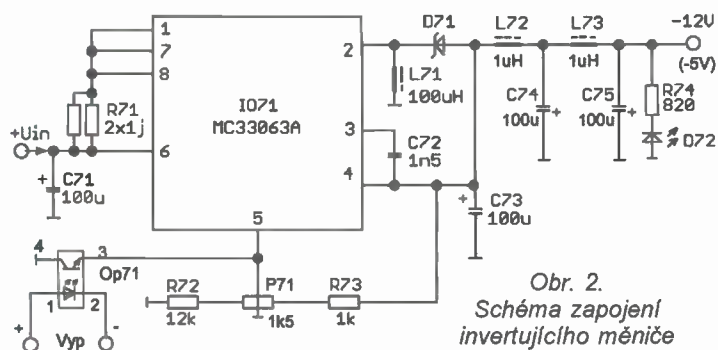 1
7
8
R71
2x1j
+Uin
6
C71
+
100u
IO71
MC33063A
2
3
4
5
D71
L71
100uH
C72
1n5
L72
1uH
L73
1uH
-12V
(-5V)
C74
+
100u
C75
+
100u
R74
820
D72
+
C73
100u
4
3
Op71
1
2
+
Vyp
-
R72
12k
P71
1k5
R73
1k
Obr. 2.
Schéma zapojení
invertujícího měniče